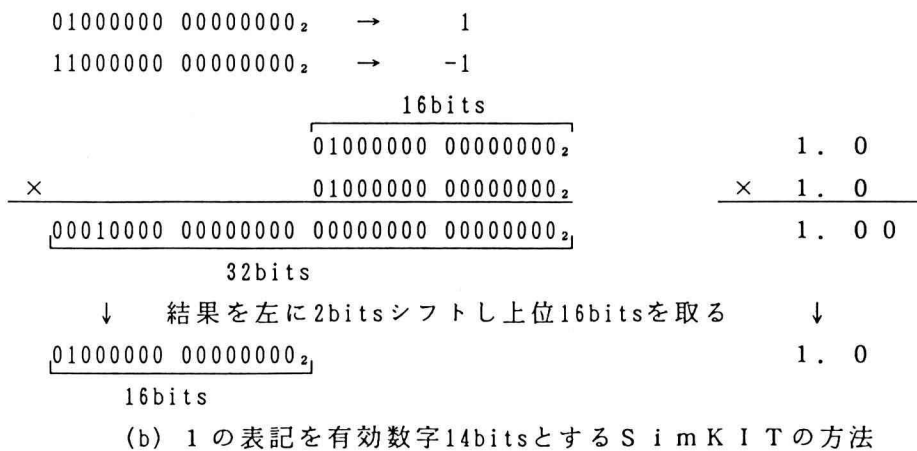 01000000 00000000₂ → 1
11000000 00000000₂ → -1
16bits
01000000 00000000₂ 1. 0
× 01000000 00000000₂ × 1. 0
00010000 00000000 00000000 00000000₂ 1. 0 0
32bits
↓ 結果を左に2bitsシフトし上位16bitsを取る ↓
01000000 00000000₂ 1. 0
16bits
(b) 1の表記を有効数字14bitsとするSimKITの方法